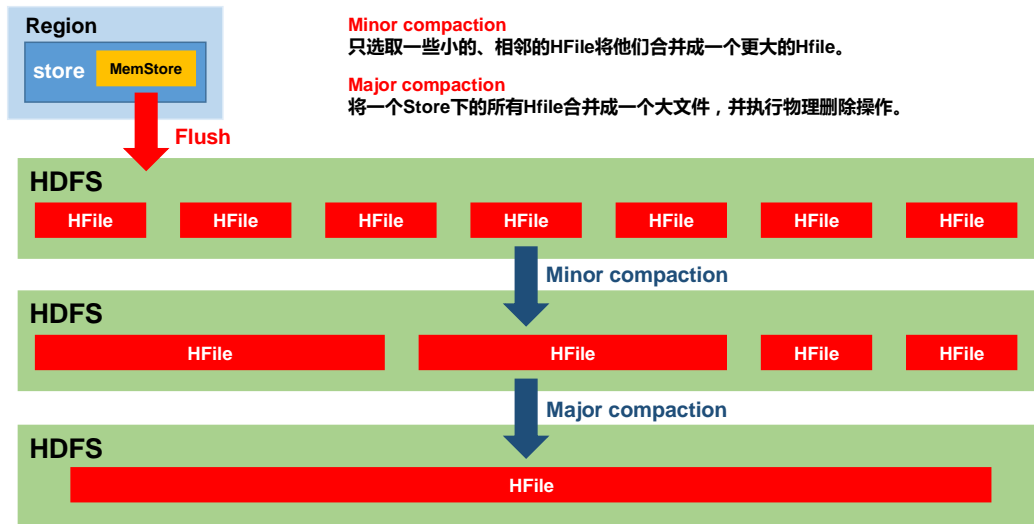 Region
store
MemStore
Minor compaction
只选取一些小的、相邻的HFile将他们合并成一个更大的Hfile。
Major compaction
将一个Store下的所有Hfile合并成一个大文件，并执行物理删除操作。
Flush
HDFS
HFile HFile HFile HFile HFile HFile HFile
Minor compaction
HDFS
HFile HFile HFile HFile
Major compaction
HDFS
HFile